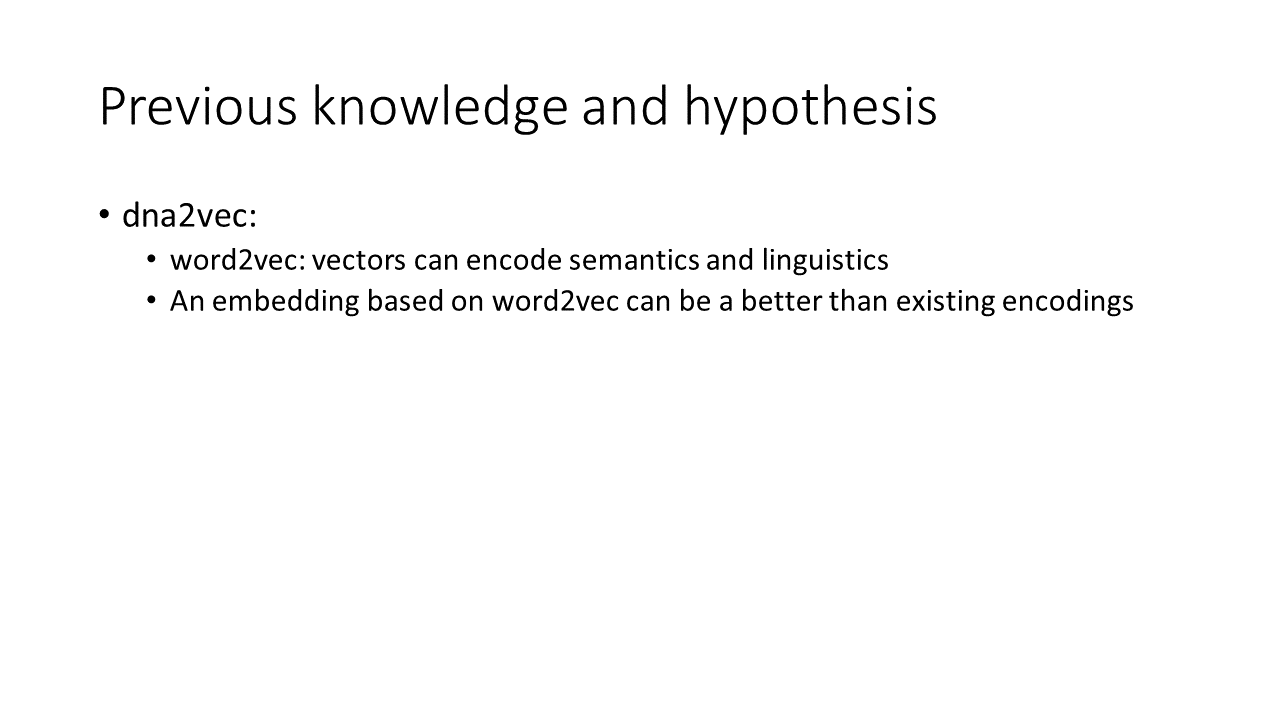 Previous knowledge and hypothesis
• dna2vec:
• word2vec: vectors can encode semantics and linguistics
• An embedding based on word2vec can be a better than existing encodings